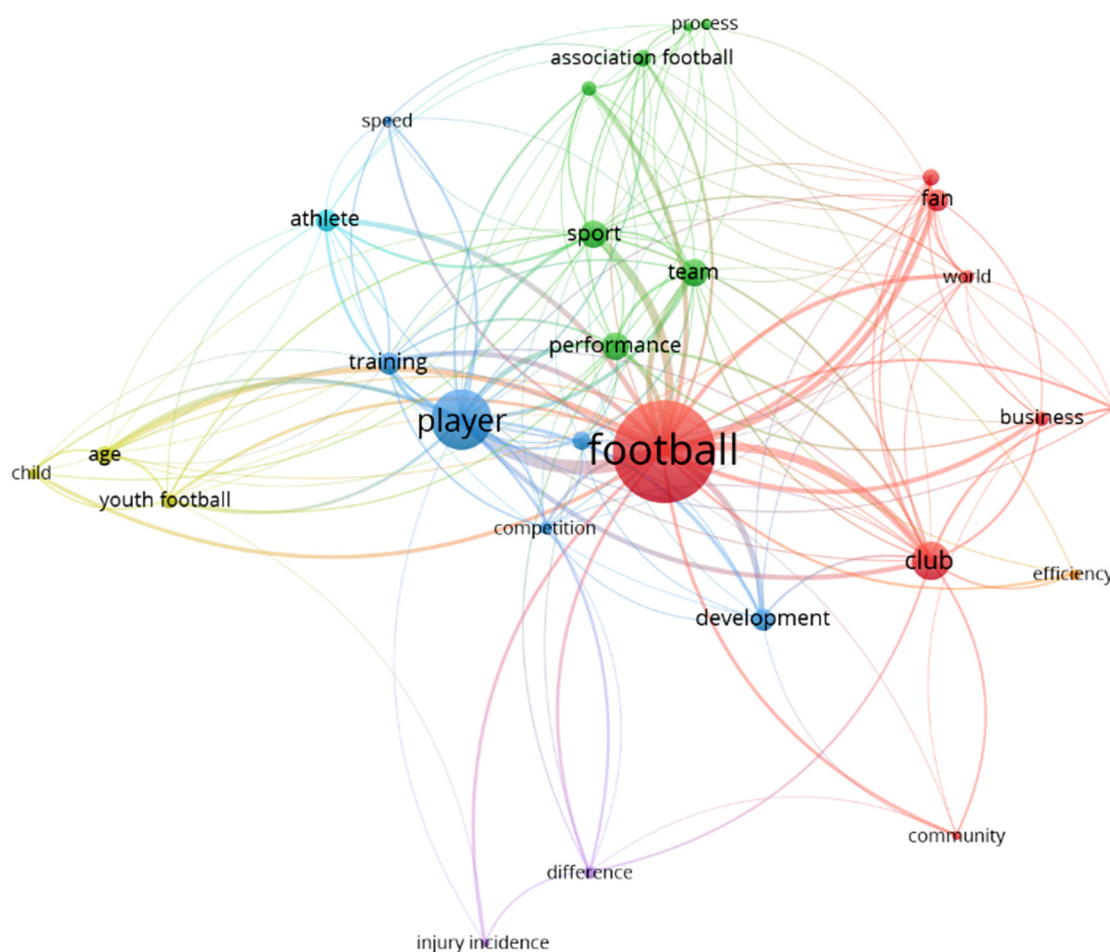 process
association football
speed
fan
athlete
sport
team
world
performance
training
business
player
football
age
child
youth football
competition
club
efficiency
development
community
difference
injury incidence